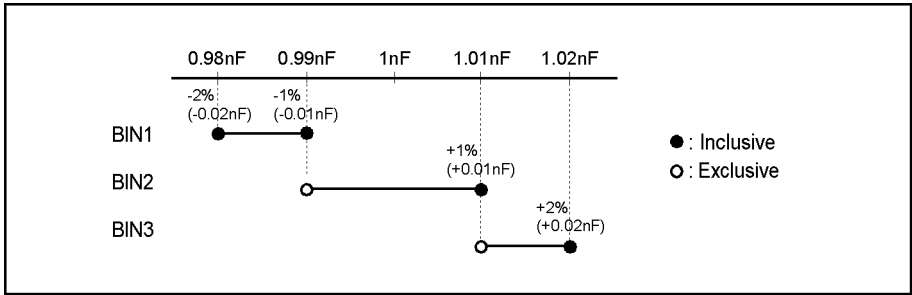 0.98nF 0.99nF 1nF 1.01nF 1.02nF
-2% -1%
(-0.02nF) (-0.01nF)
BIN1
● : Inclusive
+1%
(+0.01nF)
○ : Exclusive
BIN2
+2%
(+0.02nF)
BIN3